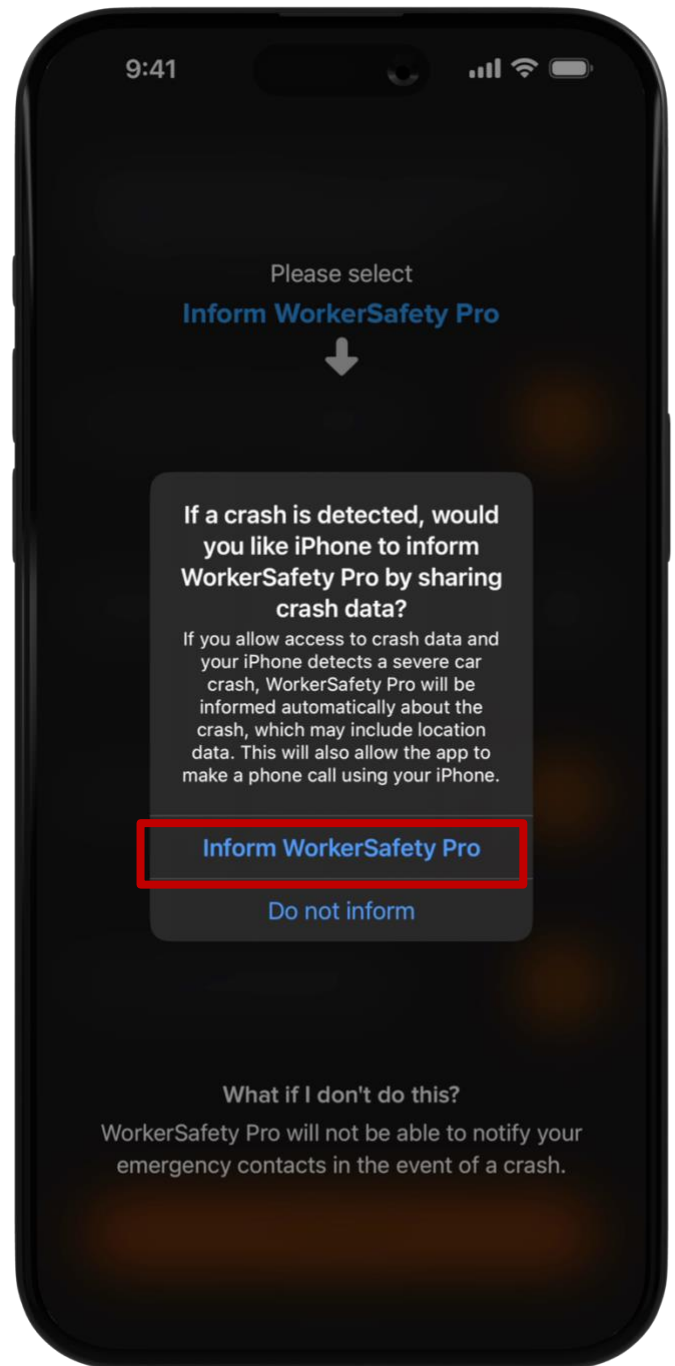 9:41
Please select
Inform WorkerSafety Pro
If a crash is detected, would
you like iPhone to inform
WorkerSafety Pro by sharing
crash data?
If you allow access to crash data and
your iPhone detects a severe car
crash, WorkerSafety Pro will be
informed automatically about the
crash, which may include location
data. This will also allow the app to
make a phone call using your iPhone.
Inform WorkerSafety Pro
Do not inform
What if I don't do this?
WorkerSafety Pro will not be able to notify your
emergency contacts in the event of a crash.